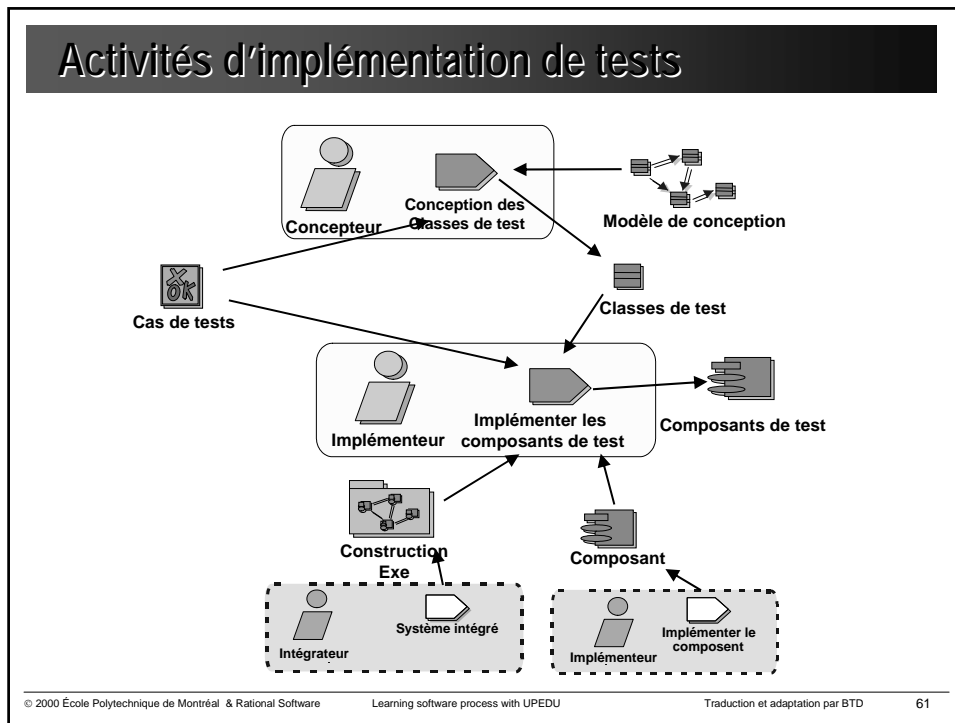 Activités d'implémentation de tests
Concepteur
Conception des
Classes de test
Modèle de conception
Cas de tests
X
OK
Classes de test
Implémenteur
Implémenter les
composants de test
Composants de test
Construction
Exe
Composant
Intégrateur
Système intégré
Implémenteur
Implémenter le
composent
© 2000 École Polytechnique de Montréal & Rational Software
Learning software process with UPEDU
Traduction et adaptation par BTD
61